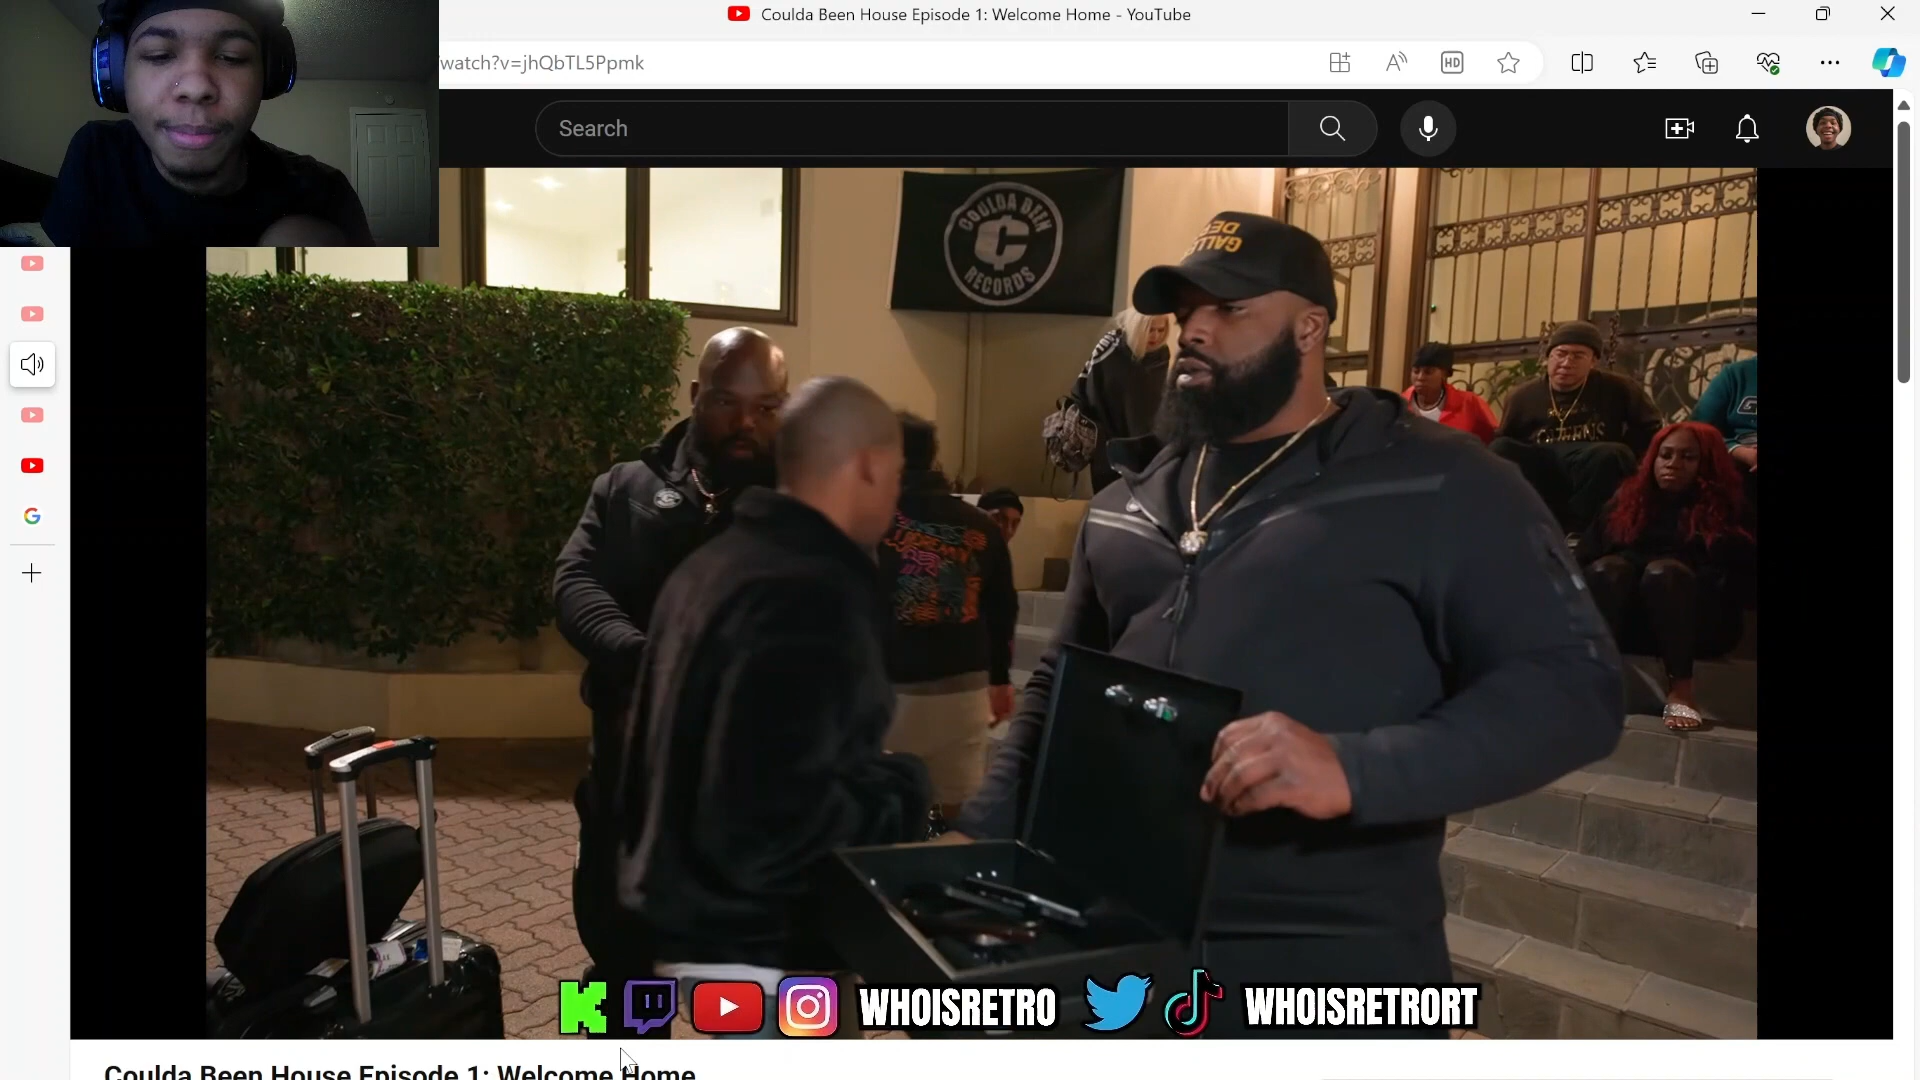 Coulda Been House Episode 1: Welcome Home - YouTube
watch?v=jhQbTL5Ppmk
HD
Search
COULDA BEEN
C
RECORDS
WHOISRETRO
WHOISRETRORT
Coulda Been House Episode 1: Welcome Home